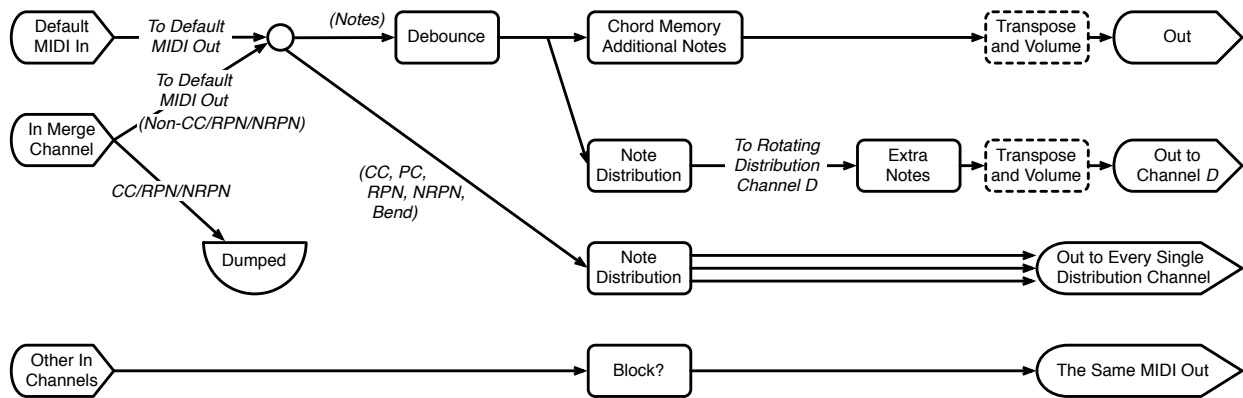 Default
MIDI In
To Default
MIDI Out
(Notes)
Debounce
Chord Memory
Additional Notes
Transpose
and Volume
Out
To Default
MIDI Out
(Non-CC/RPN/NRPN)
In Merge
Channel
CC/RPN/NRPN
Dumped
(CC, PC,
RPN, NRPN,
Bend)
Note
Distribution
To Rotating
Distribution
Channel D
Extra
Notes
Transpose
and Volume
Out to
Channel D
Note
Distribution
Out to Every Single
Distribution Channel
Other In
Channels
Block?
The Same MIDI Out